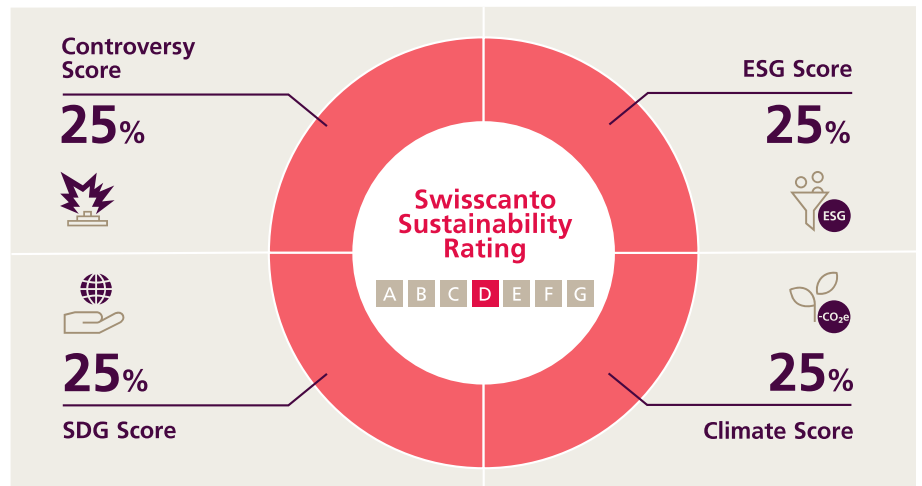 Controversy
Score
25%
ESG Score
25%
ESG
Swisscanto
Sustainability
Rating
A B C D E F G
25%
SDG Score
-CO₂e
25%
Climate Score